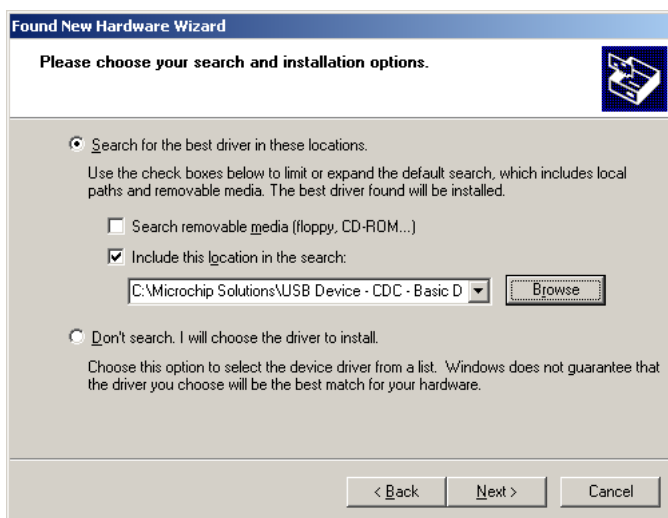 Found New Hardware Wizard
Please choose your search and installation options.
Search for the best driver in these locations.
Use the check boxes below to limit or expand the default search, which includes local
paths and removable media. The best driver found will be installed.
Search removable media (floppy, CD-ROM...)
Include this location in the search:
C:\Microchip Solutions\USB Device - CDC - Basic D
Browse
Don't search. I will choose the driver to install.
Choose this option to select the device driver from a list. Windows does not guarantee that
the driver you choose will be the best match for your hardware.
< Back Next > Cancel